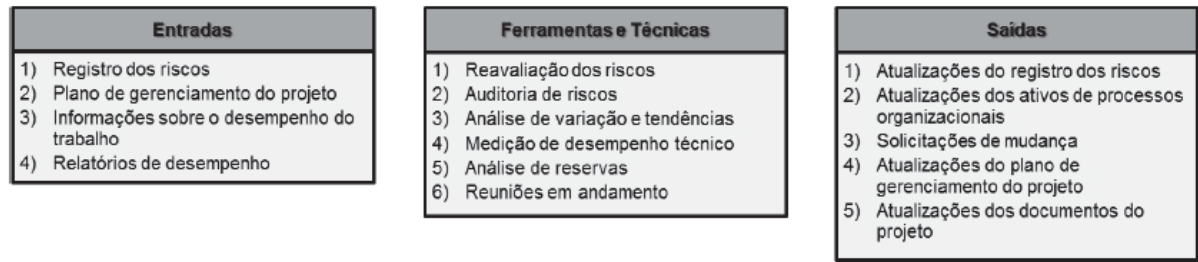 Entradas
1) Registro dos riscos
2) Plano de gerenciamento do projeto
3) Informações sobre o desempenho do
trabalho
4) Relatórios de desempenho
Ferramentas e Técnicas
1) Reavaliação dos riscos
2) Auditoria de riscos
3) Análise de variação e tendências
4) Medição de desempenho técnico
5) Análise de reservas
6) Reuniões em andamento
Saídas
1) Atualizações do registro dos riscos
2) Atualizações dos ativos de processos
organizacionais
3) Solicitações de mudança
4) Atualizações do plano de
gerenciamento do projeto
5) Atualizações dos documentos do
projeto